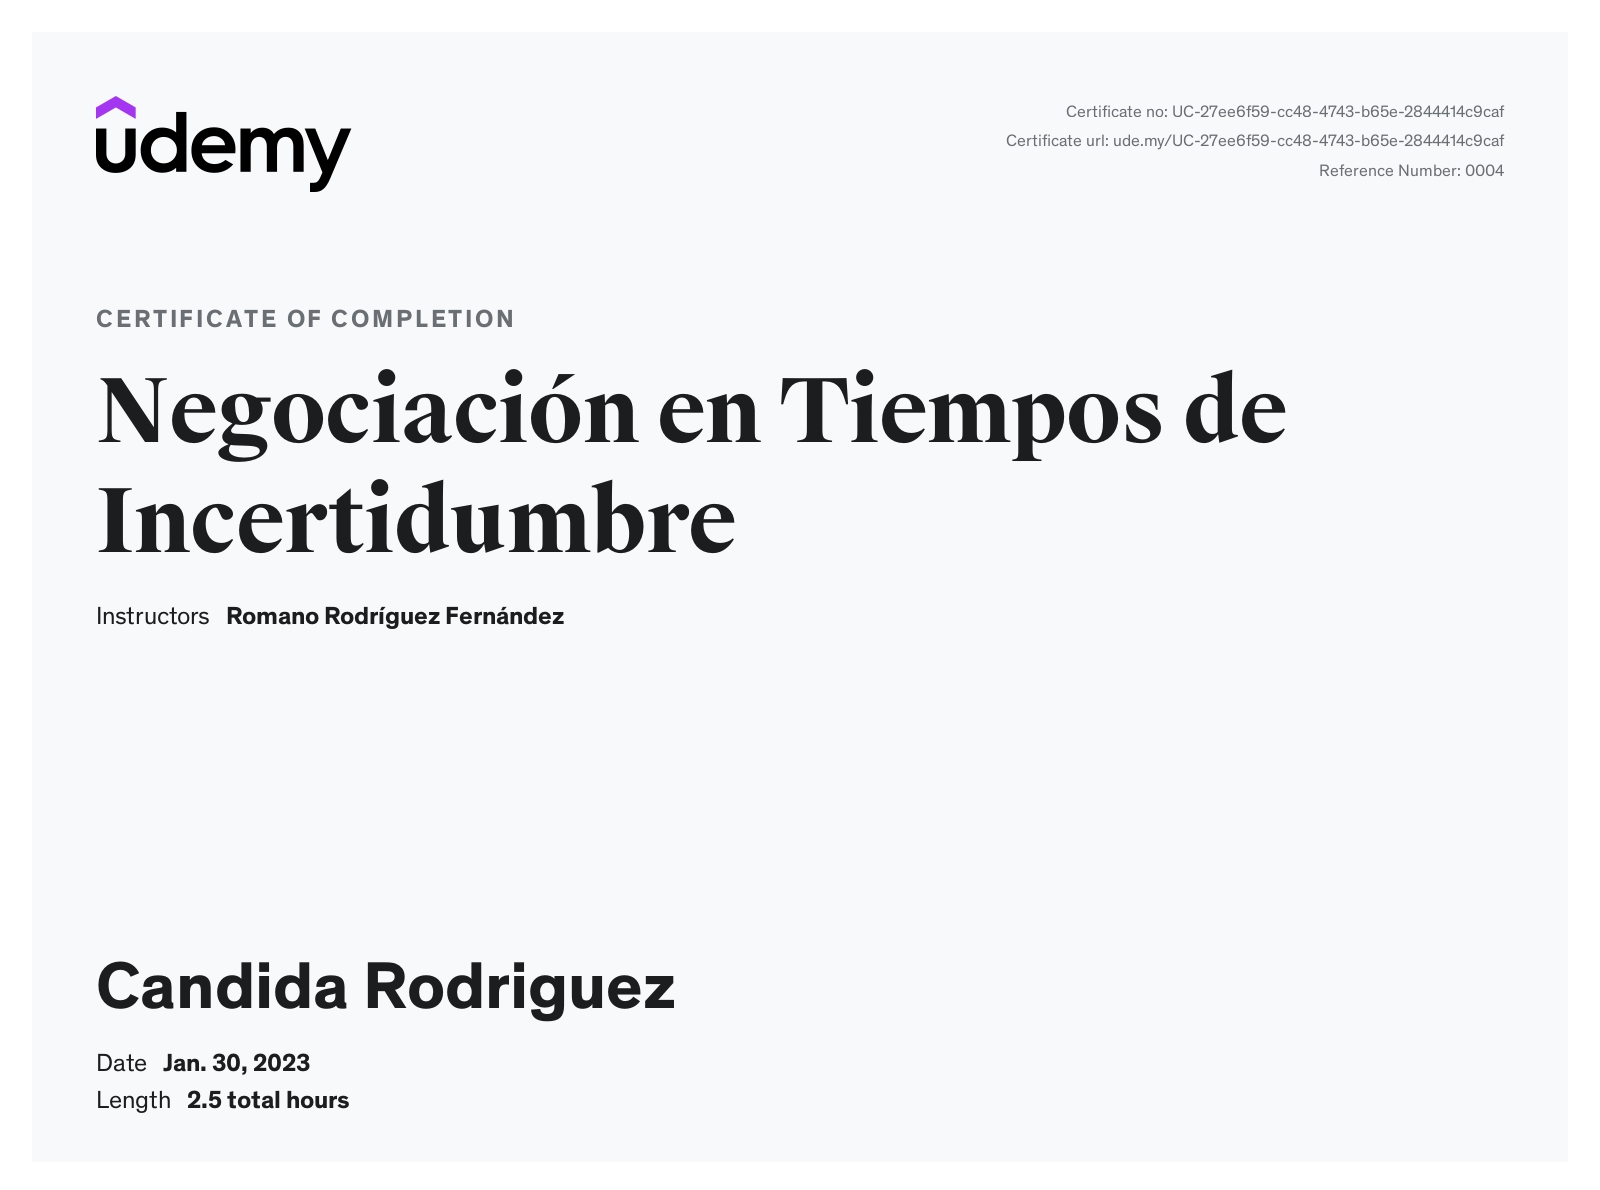 udemy
Certificate no: UC-27ee6f59-cc48-4743-b65e-2844414c9caf
Certificate url: ude.my/UC-27ee6f59-cc48-4743-b65e-2844414c9caf
Reference Number: 0004
CERTIFICATE OF COMPLETION
Negociación en Tiempos de
Incertidumbre
Instructors Romano Rodríguez Fernández
Candida Rodriguez
Date Jan. 30, 2023
Length 2.5 total hours